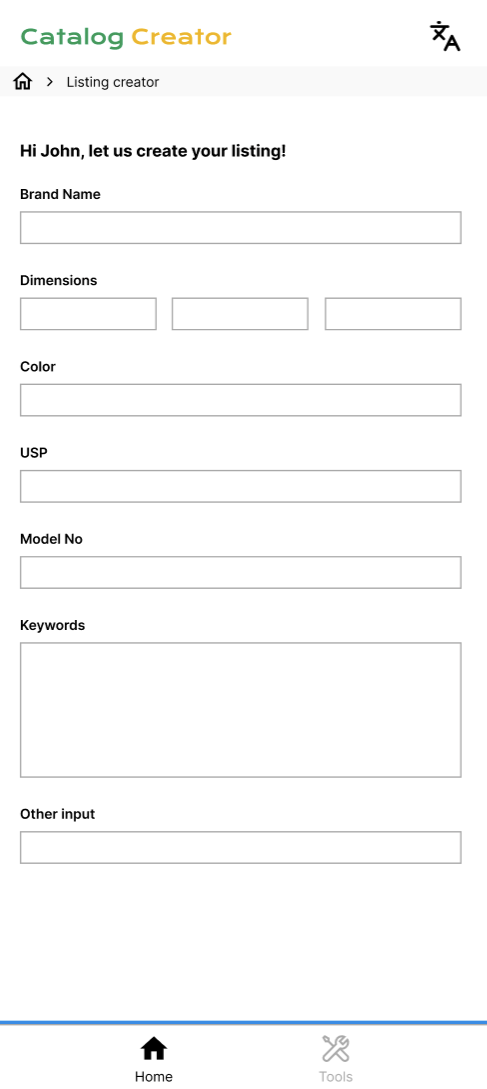 Catalog Creator
Listing creator
Hi John, let us create your listing!
Brand Name
Dimensions
Color
USP
Model No
Keywords
Other input
Home Tools